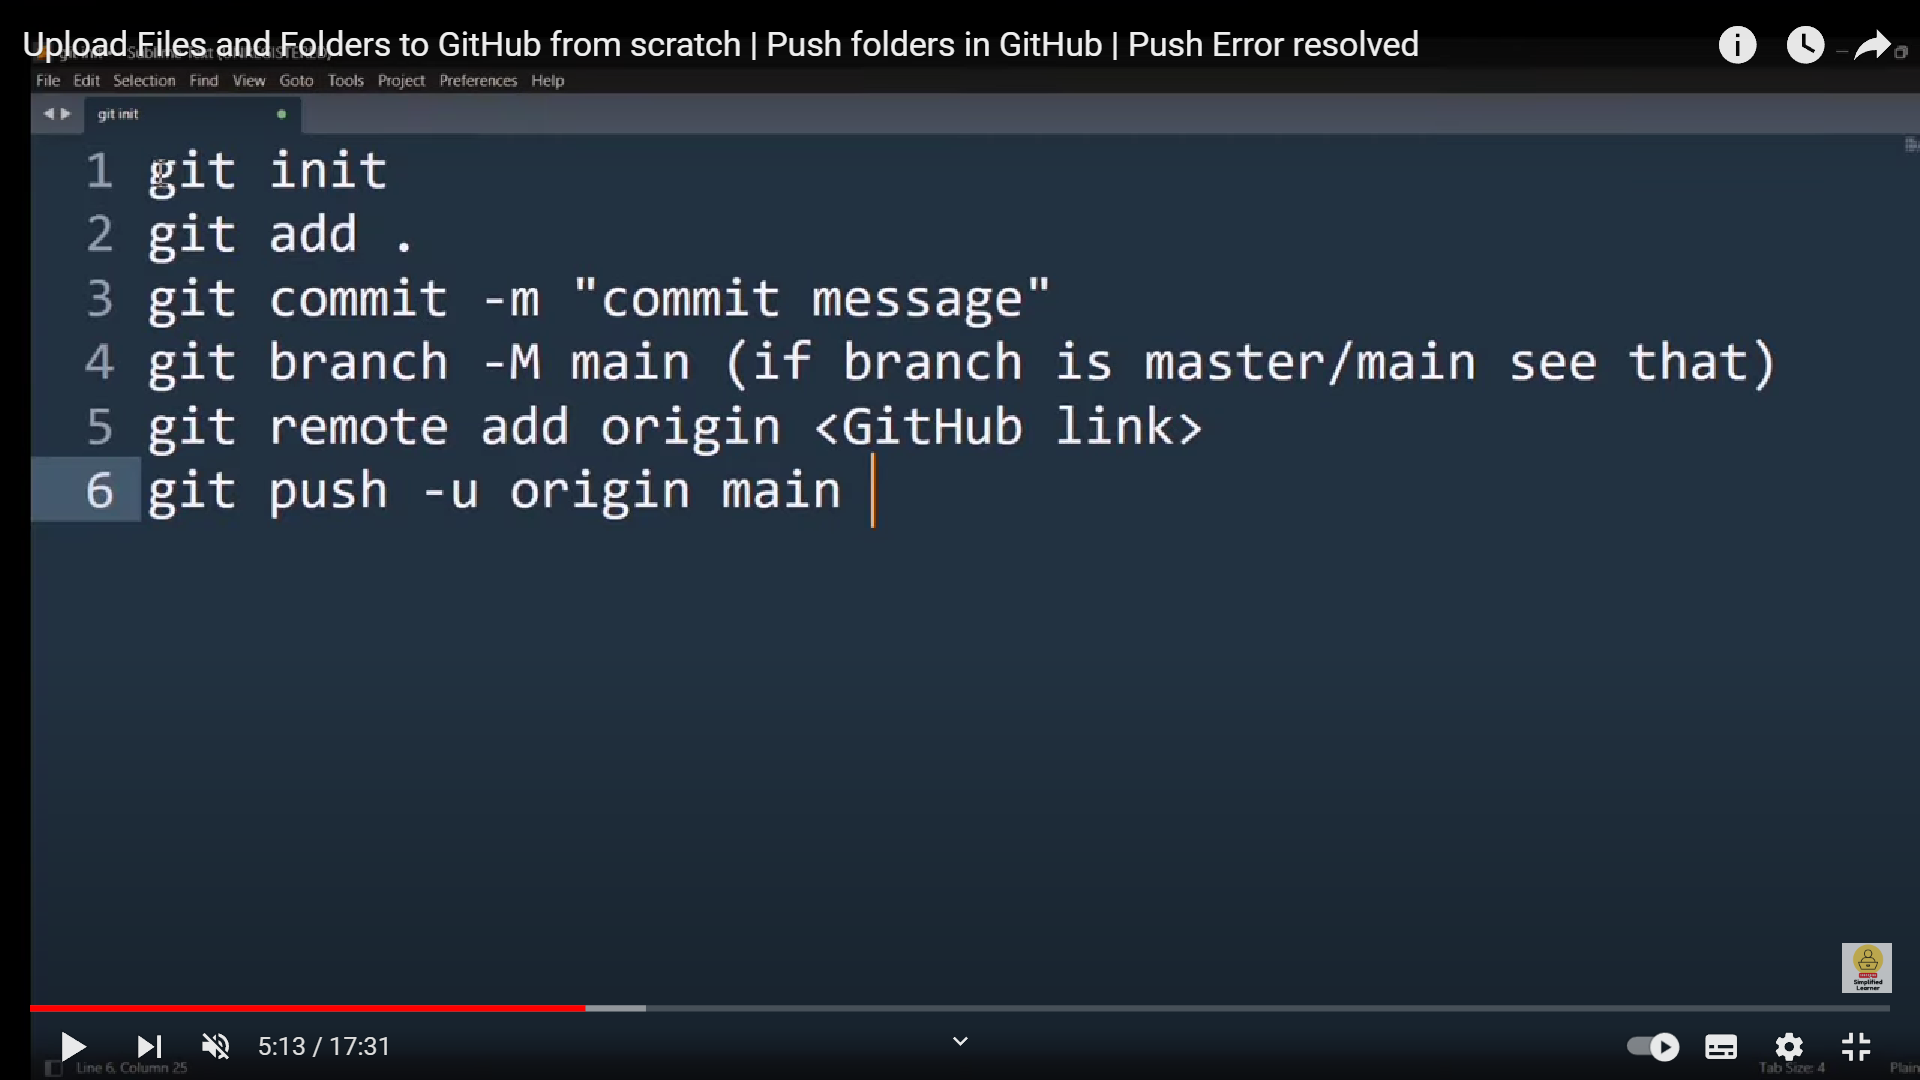 Upload Files and Folders to GitHub from scratch | Push folders in GitHub | Push Error resolved
File Edit Selection Find View Goto Tools Project Preferences Help
git init
1 git init
2 git add .
3 git commit -m "commit message"
4 git branch -M main (if branch is master/main see that)
5 git remote add origin <GitHub link>
6 git push -u origin main
Simplified
Learner
5:13 / 17:31
Line 6, Column 25
Tab Size: 4
Plain